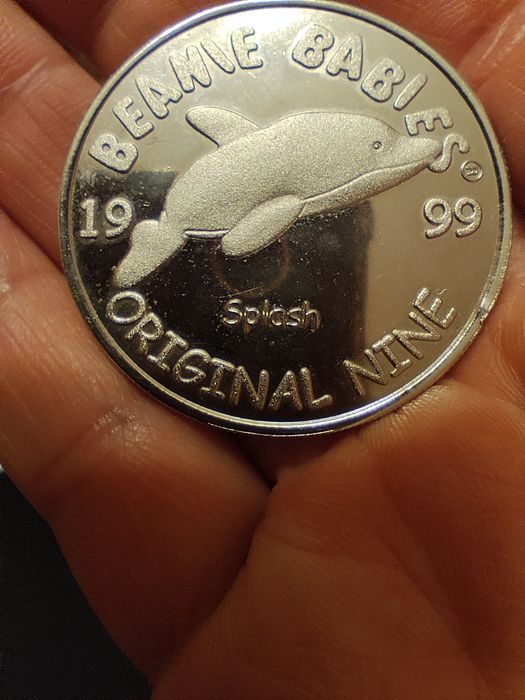 BEANIE BABIES®
19 99
Splash
ORIGINAL NINE